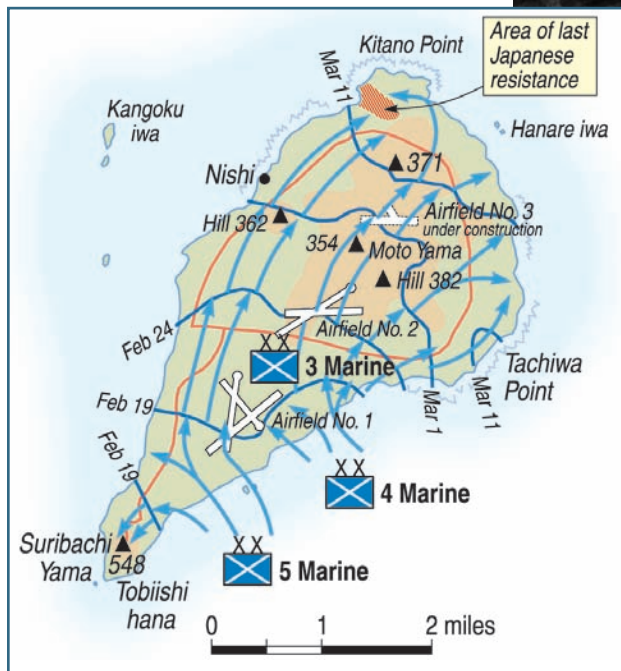 Kitano Point
Area of last
Japanese
resistance
Mar 11
Kangoku
iwa
Hanare iwa
Nishi
371
Hill 362
Airfield No. 3
under construction
354
Moto Yama
Hill 382
Feb 24
Airfield No. 2
XX
3 Marine
Tachiwa
Point
Feb 19
Airfield No. 1
Mar 1
Mar 11
Feb 19
XX
4 Marine
Suribachi
Yama
548
XX
5 Marine
Tobiishi
hana
0 1 2 miles